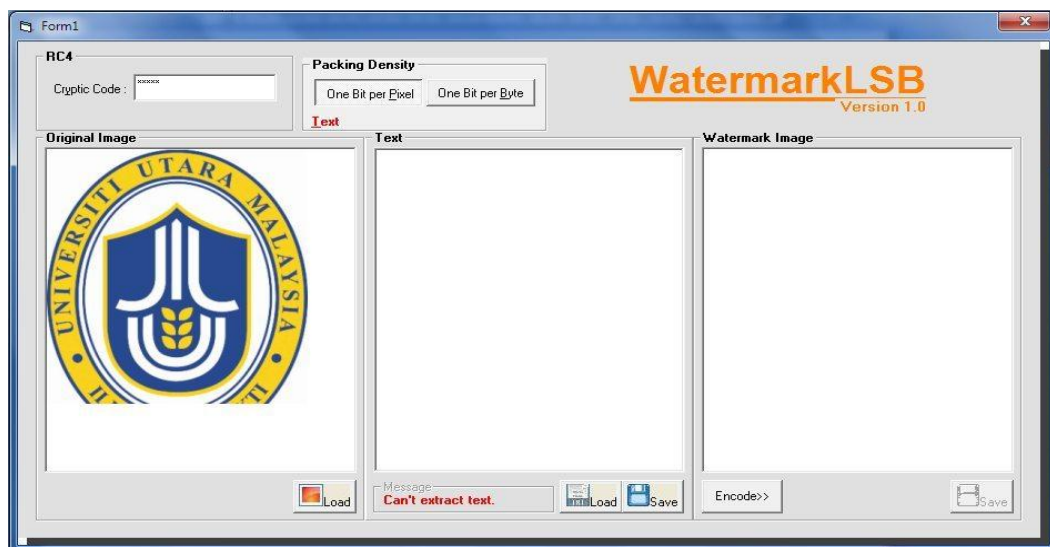 Form1
RC4
Cryptic Code :
xxxxx
Packing Density
One Bit per Pixel
One Bit per Byte
Text
WatermarkLSB
Version 1.0
Original Image
UNIVERSITI UTARA MALAYSIA
Load
Text
Message
Can't extract text.
Load
Save
Watermark Image
Encode>>
Save